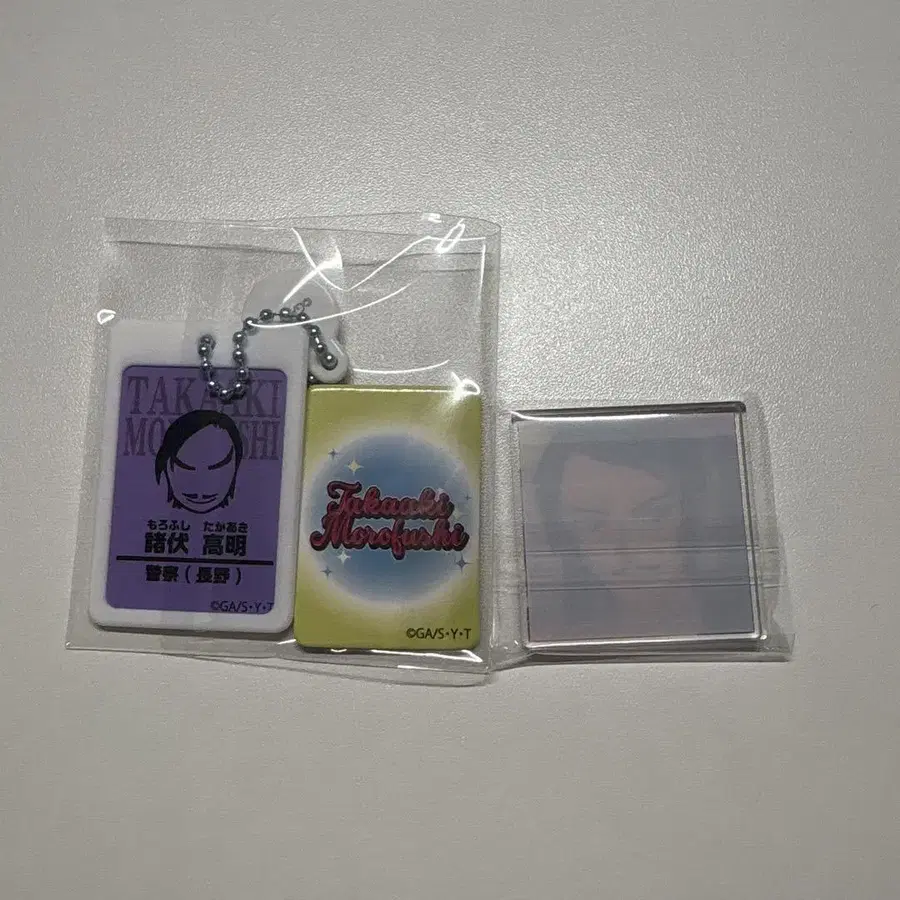 TAKAAKI
MOROFUSHI
もろふし たかあき
諸伏 高明
警察(長野)
©GA/S・Y・T
Takaaki
Morofushi
©GA/S・Y・T